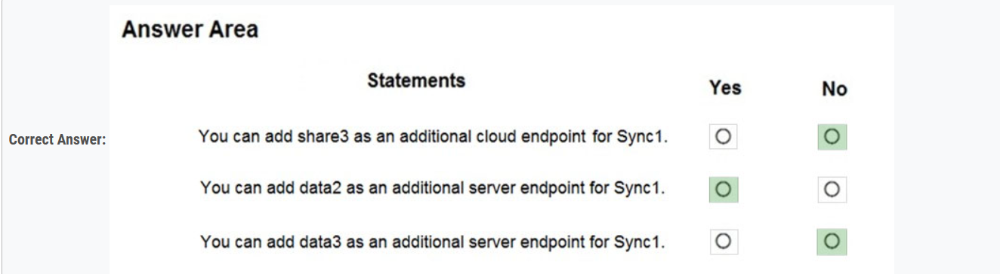 Answer Area
Statements Yes No
Correct Answer:
You can add share3 as an additional cloud endpoint for Sync1.
You can add data2 as an additional server endpoint for Sync1.
You can add data3 as an additional server endpoint for Sync1.